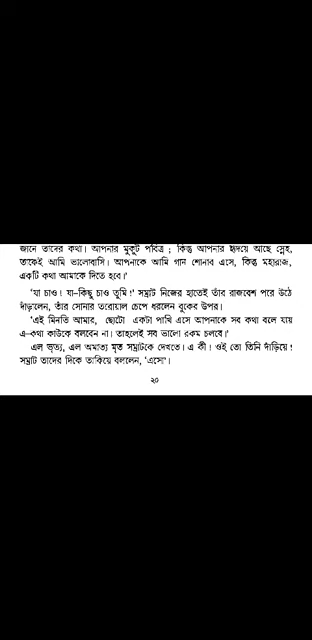 জানে তাদের কথা। আপনার মুকুট পবিত্র ; কিন্তু আপনার হৃদয়ে আছে স্নেহ,
তাকেই আমি ভালোবাসি। আপনাকে আমি গান শোনাব এসে, কিন্তু মহারাজ,
একটি কথা আমাকে দিতে হবে।'
'যা চাও। যা-কিছু চাও তুমি!' সম্রাট নিজের হাতেই তাঁর রাজবেশ পরে উঠে
দাঁড়ালেন, তাঁর সোনার তরোয়াল চেপে ধরলেন বুকের উপর।
'এই মিনতি আমার, ছোটো একটা পাখি এসে আপনাকে সব কথা বলে যায়
এ-কথা কাউকে বলবেন না। তাহলেই সব ভালো রকম চলবে।'
এল ভৃত্য, এল অমাত্য মৃত সম্রাটকে দেখতে। এ কী! ওই তো তিনি দাঁড়িয়ে!
সম্রাট তাদের দিকে তাকিয়ে বললেন, 'এসো'।
২০